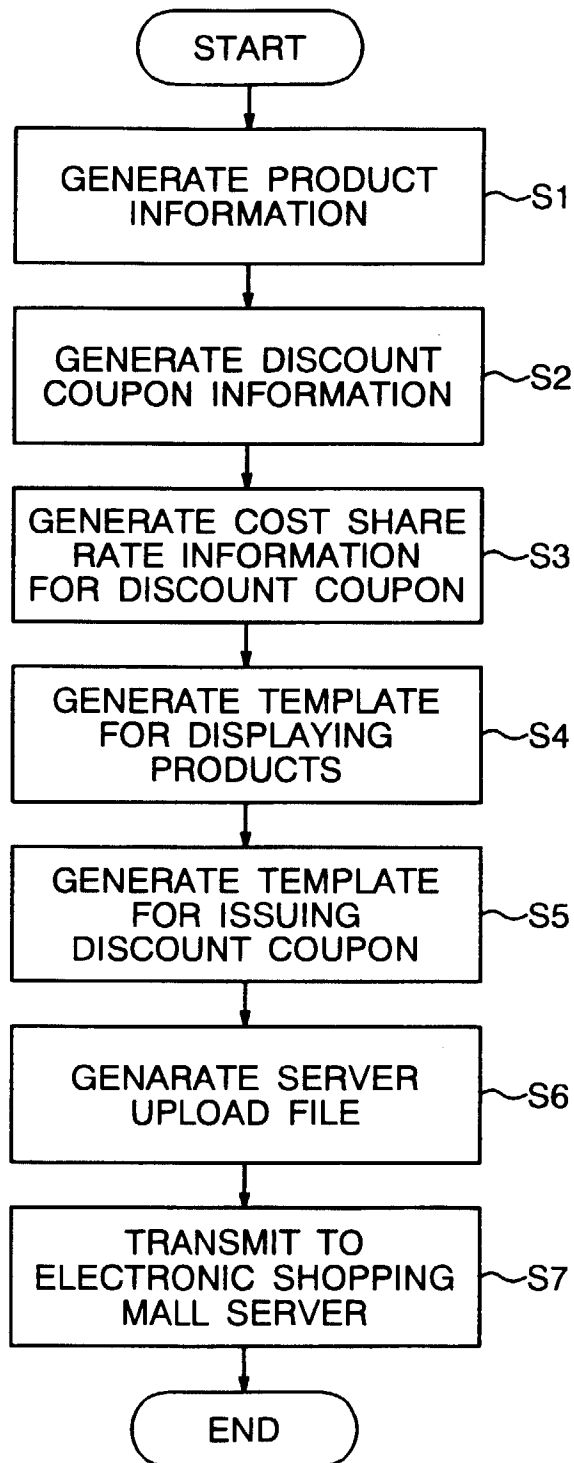 START
GENERATE PRODUCT
INFORMATION
S1
GENERATE DISCOUNT
COUPON INFORMATION
S2
GENERATE COST SHARE
RATE INFORMATION
FOR DISCOUNT COUPON
S3
GENERATE TEMPLATE
FOR DISPLAYING
PRODUCTS
S4
GENERATE TEMPLATE
FOR ISSUING
DISCOUNT COUPON
S5
GENARATE SERVER
UPLOAD FILE
S6
TRANSMIT TO
ELECTRONIC SHOPPING
MALL SERVER
S7
END